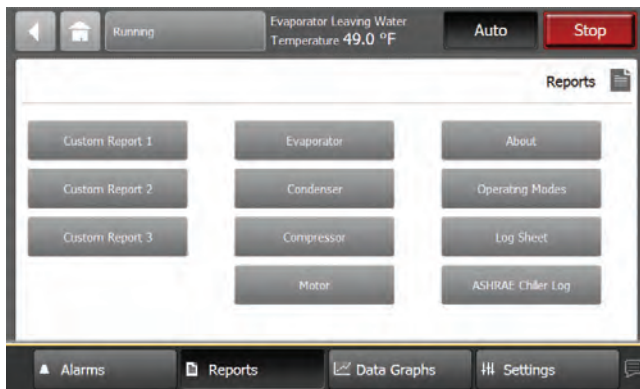 Running
Evaporator Leaving Water
Temperature 49.0 °F
Auto
Stop
Reports
Custom Report 1
Evaporator
About
Custom Report 2
Condenser
Operating Modes
Custom Report 3
Compressor
Log Sheet
Motor
ASHRAE Chiller Log
Alarms
Reports
Data Graphs
Settings